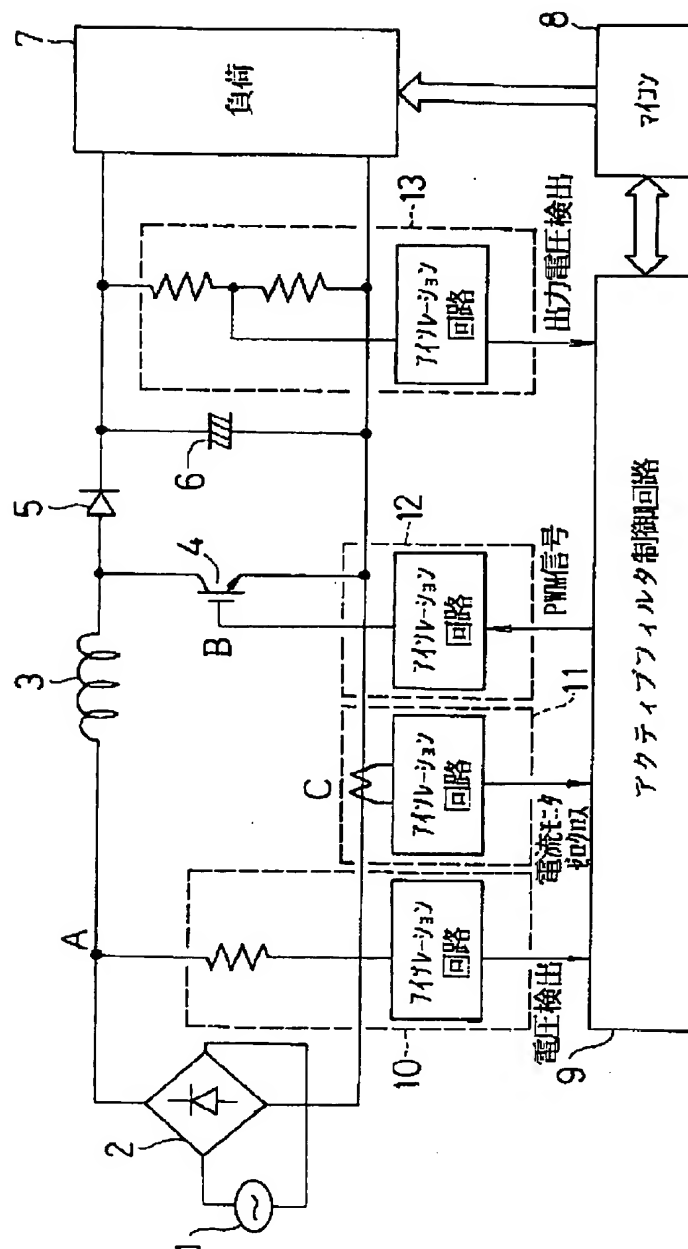 7
負荷
8
マイコン
13
アイソレーション
回路
出力電圧検出
5
6
4
B
12
アイソレーション
回路
PWM信号
3
C
アイソレーション
回路
11
電流モニタ
ゼロクロス
アクティブフィルタ制御回路
A
アイソレーション
回路
10
電圧検出
9
2